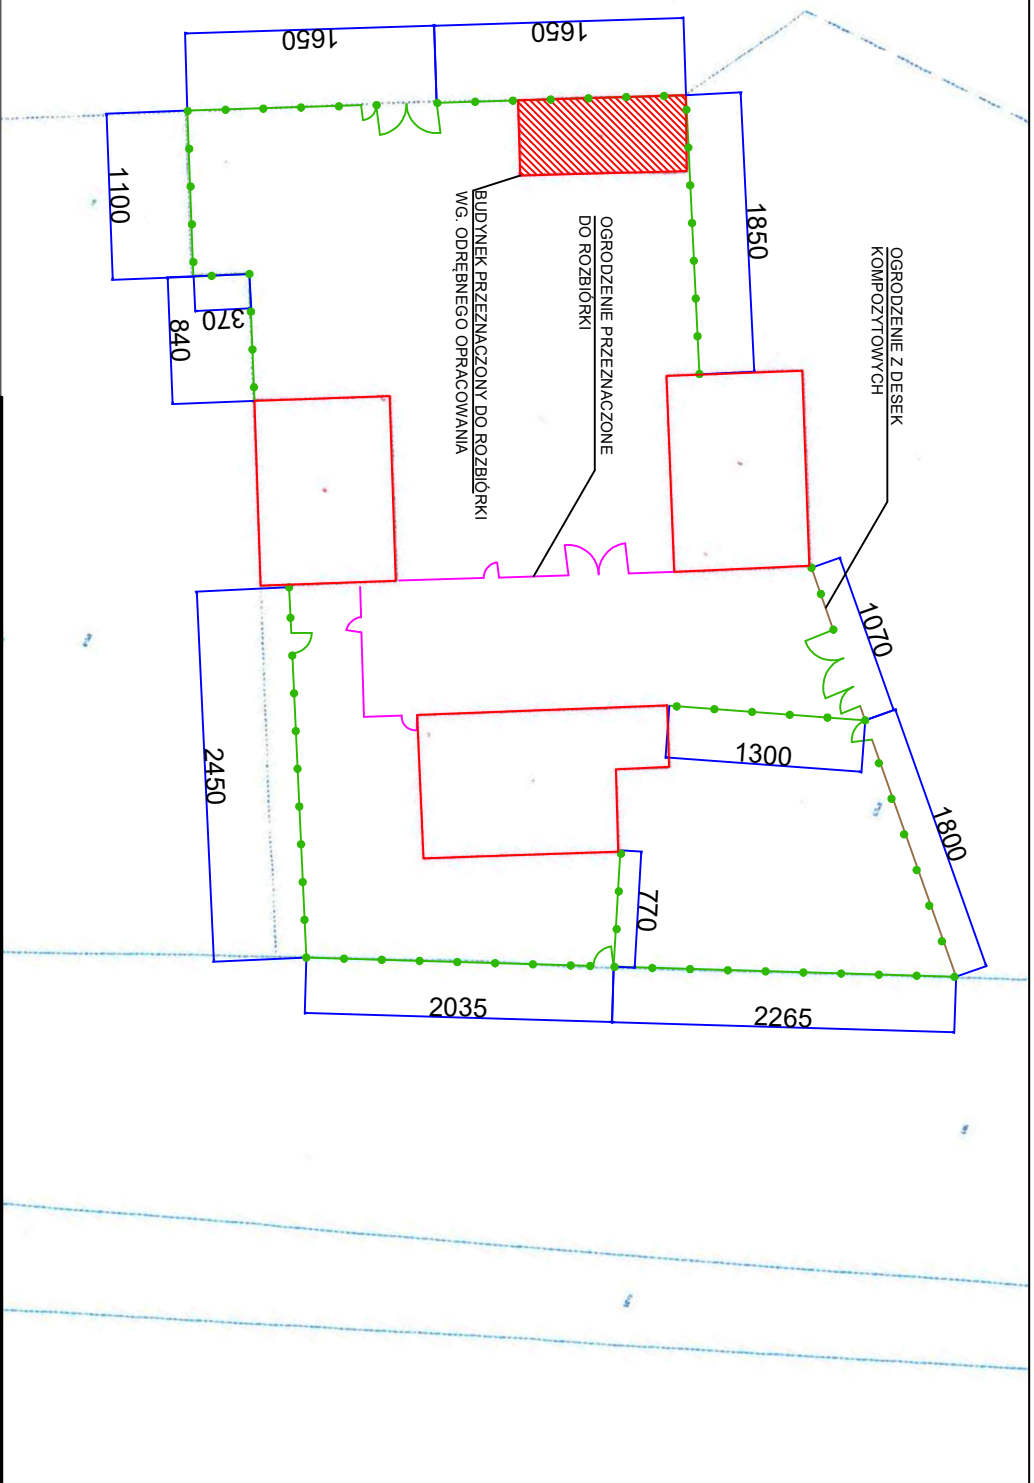 1650
1650
1100
1850
370
840
OGRODZENIE Z DESEK
KOMPOZYTOWYCH
OGRODZENIE PRZEZNACZONE
DO ROZBIÓRKI
BUDYNEK PRZEZNACZONY DO ROZBIÓRKI
WG. ODRĘBNEGO OPRACOWANIA
1070
1300
2450
1800
770
2035
2265